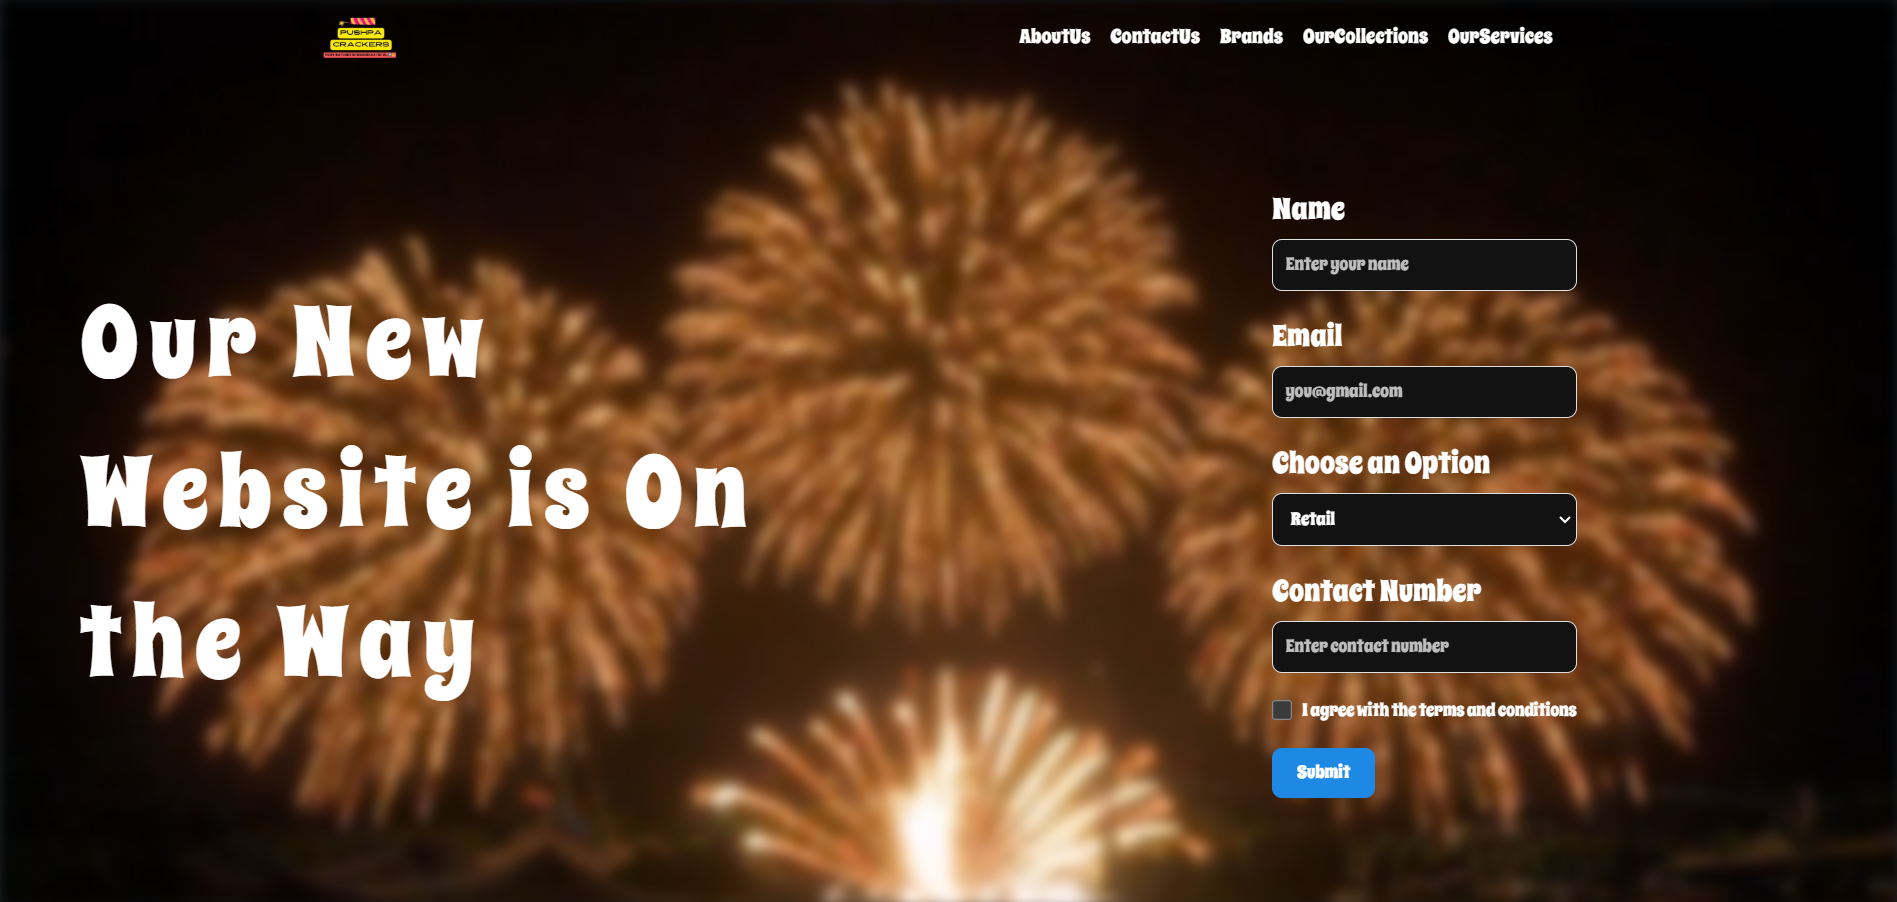 PUSHPA
CRACKERS
AboutUs ContactUs Brands OurCollections OurServices
Our New
Website is On
the Way
Name
Enter your name
Email
you@gmail.com
Choose an Option
Retail
Contact Number
Enter contact number
I agree with the terms and conditions
Submit